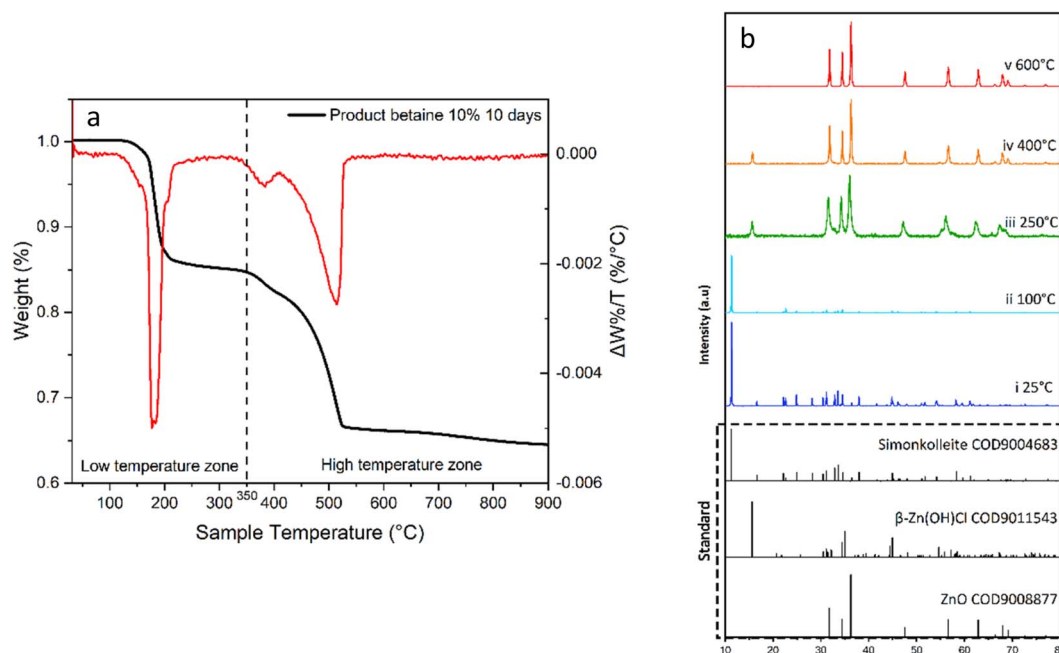 a
Product betaine 10% 10 days
1.0
0.9
0.8
0.7
0.6
Weight (%)
0.000
-0.002
-0.004
-0.006
ΔW%/T (%/°C)
Low temperature zone
High temperature zone
100 200 300 350 400 500 600 700 800 900
Sample Temperature (°C)
b
v 600°C
iv 400°C
iii 250°C
ii 100°C
i 25°C
Intensity (a.u)
Standard
Simonkolleite COD9004683
β-Zn(OH)Cl COD9011543
ZnO COD9008877
10 20 30 40 50 60 70